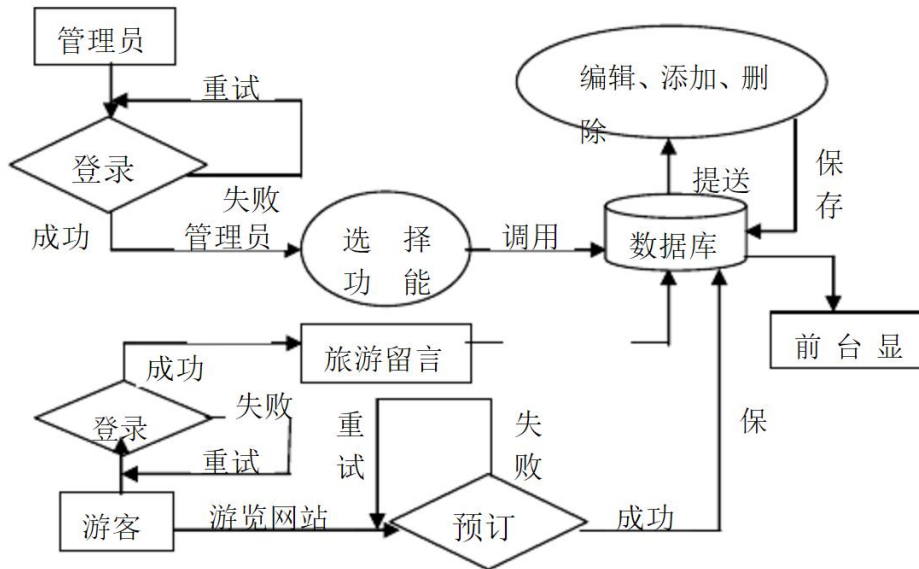 管理员
重试
编辑、添加、删
除
登录
失败
提送
保
存
成功
管理员
选 择
功 能
调用
数据库
前 台 显
旅游留言
成功
失败
登录
重试
重
试
失
败
保
游客
游览网站
预订
成功